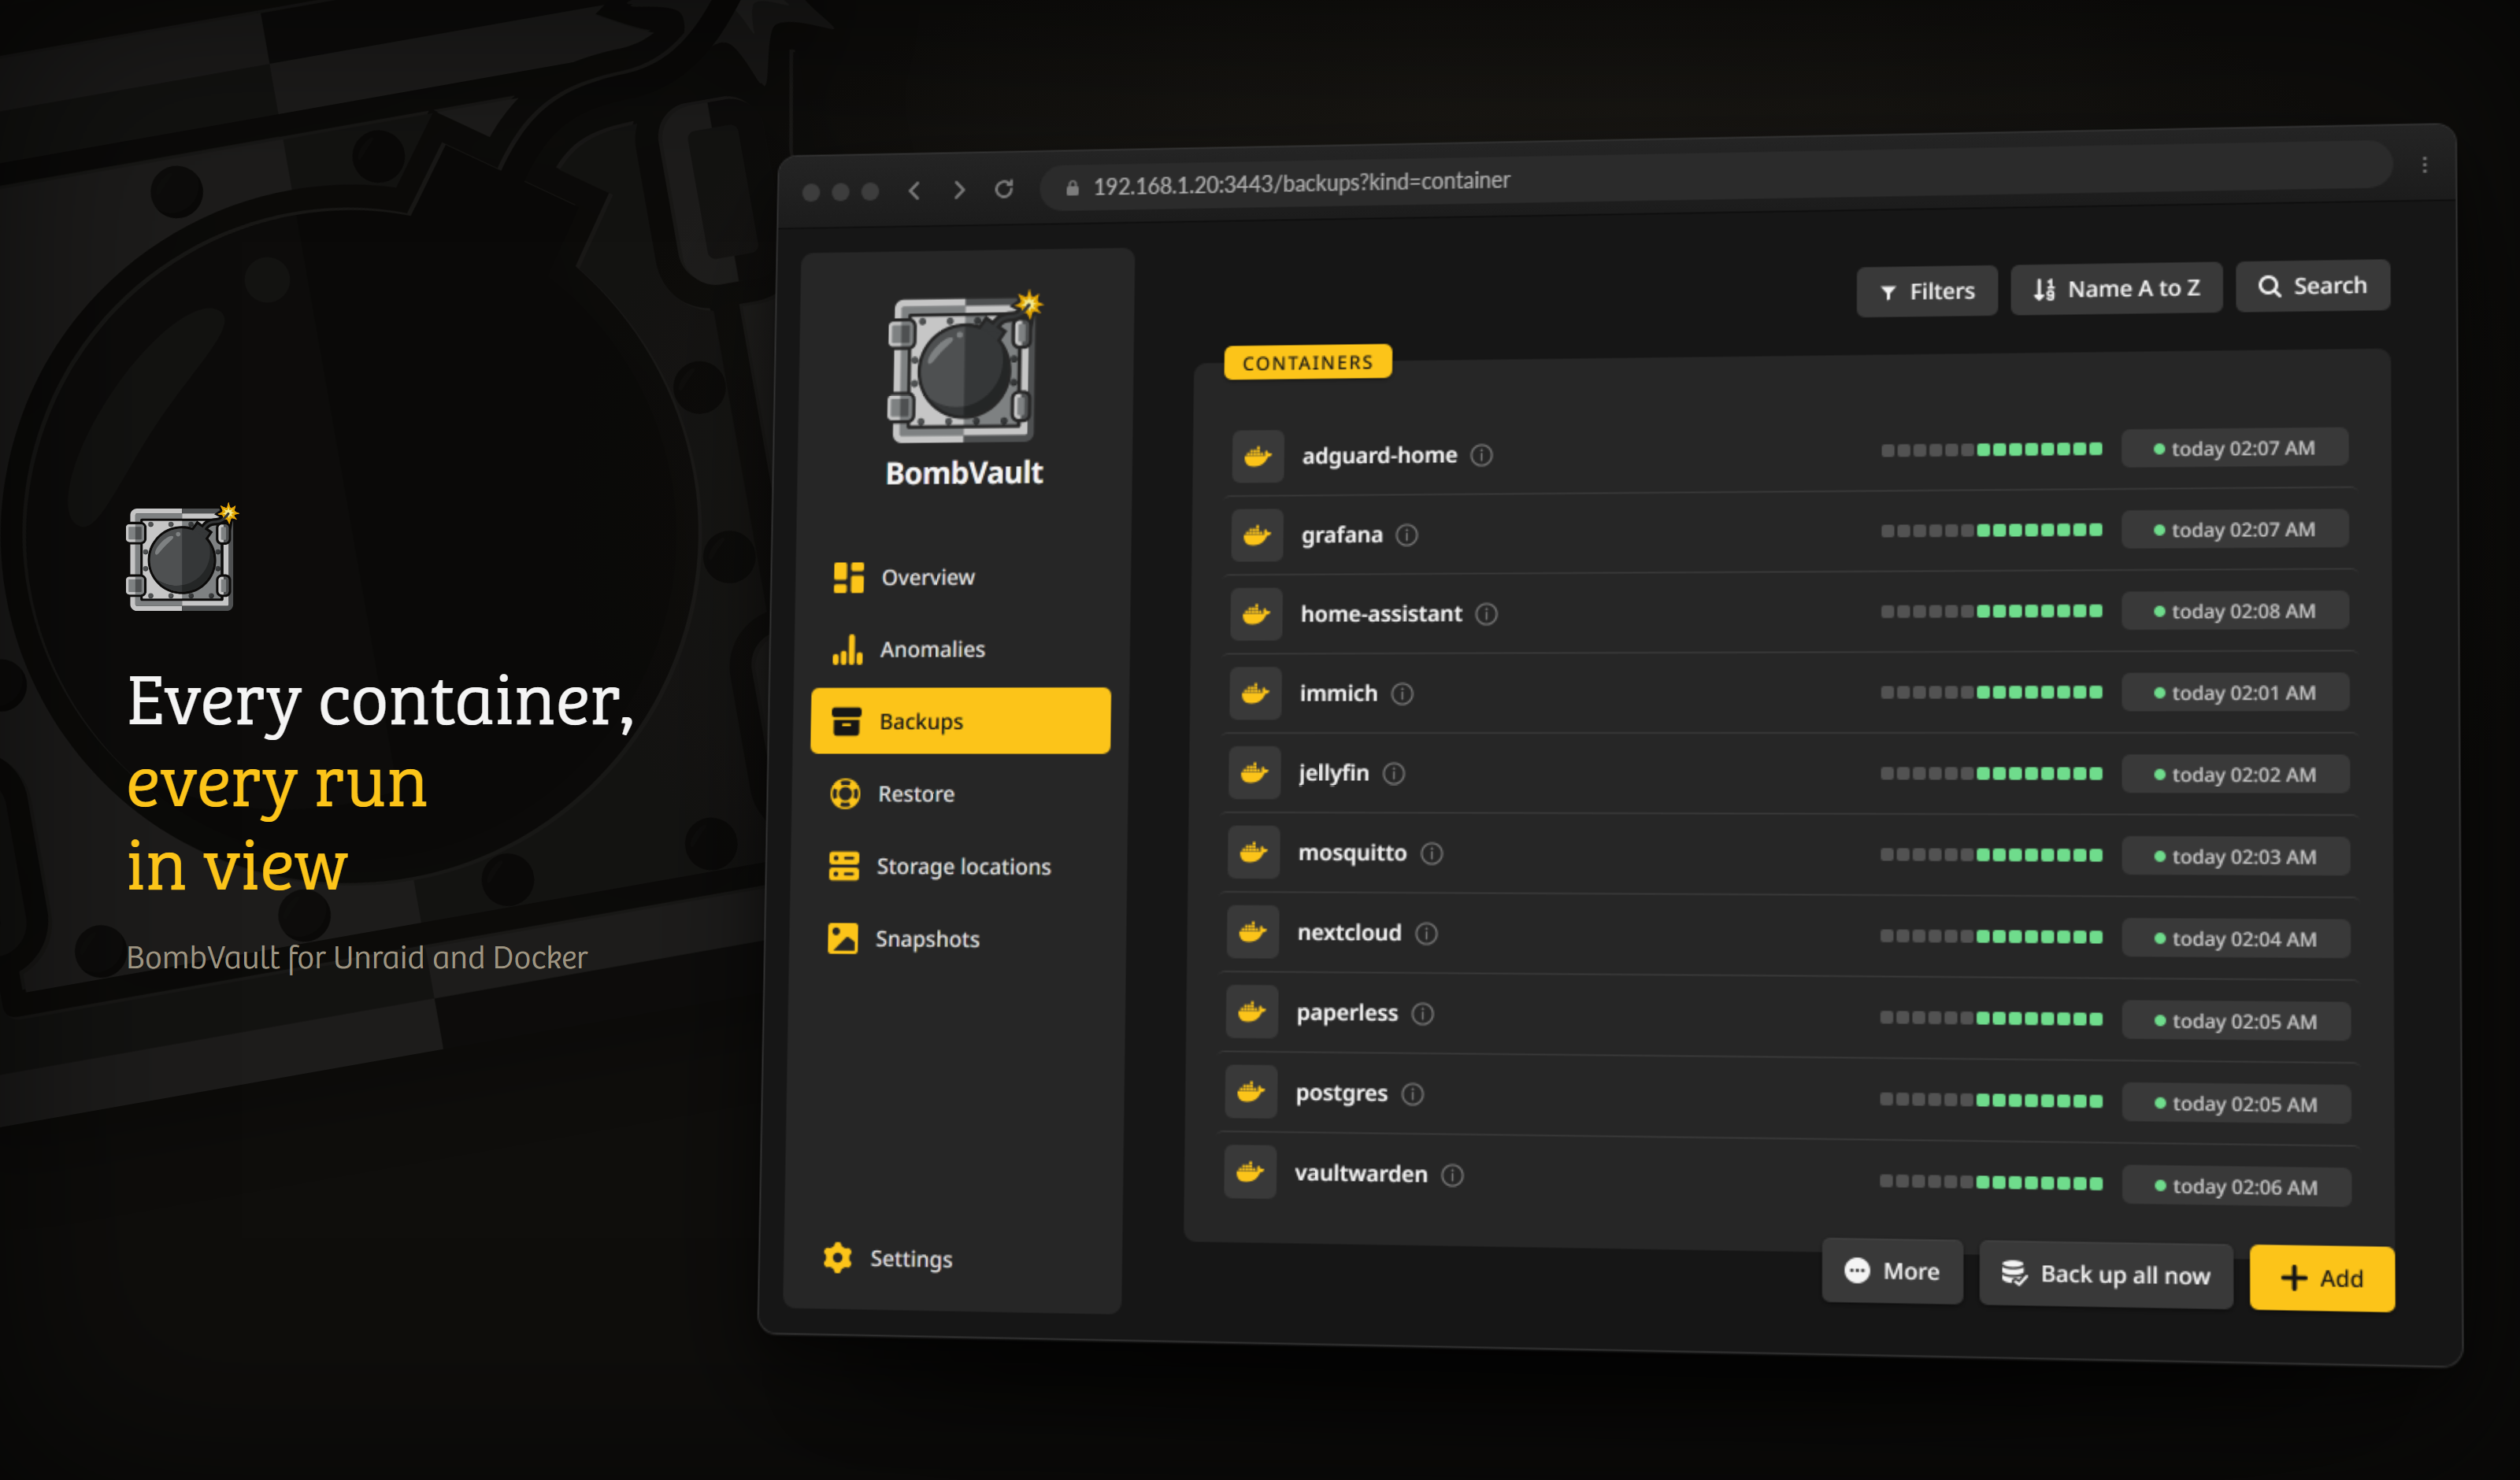 Every container,
every run
in view
BombVault for Unraid and Docker
192.168.1.20:3443/backups?kind=container
BombVault
Overview
Anomalies
Backups
Restore
Storage locations
Snapshots
Settings
Filters
Name A to Z
Search
CONTAINERS
adguard-home
today 02:07 AM
grafana
today 02:07 AM
home-assistant
today 02:08 AM
immich
today 02:01 AM
jellyfin
today 02:02 AM
mosquitto
today 02:03 AM
nextcloud
today 02:04 AM
paperless
today 02:05 AM
postgres
today 02:05 AM
vaultwarden
today 02:06 AM
More
Back up all now
Add